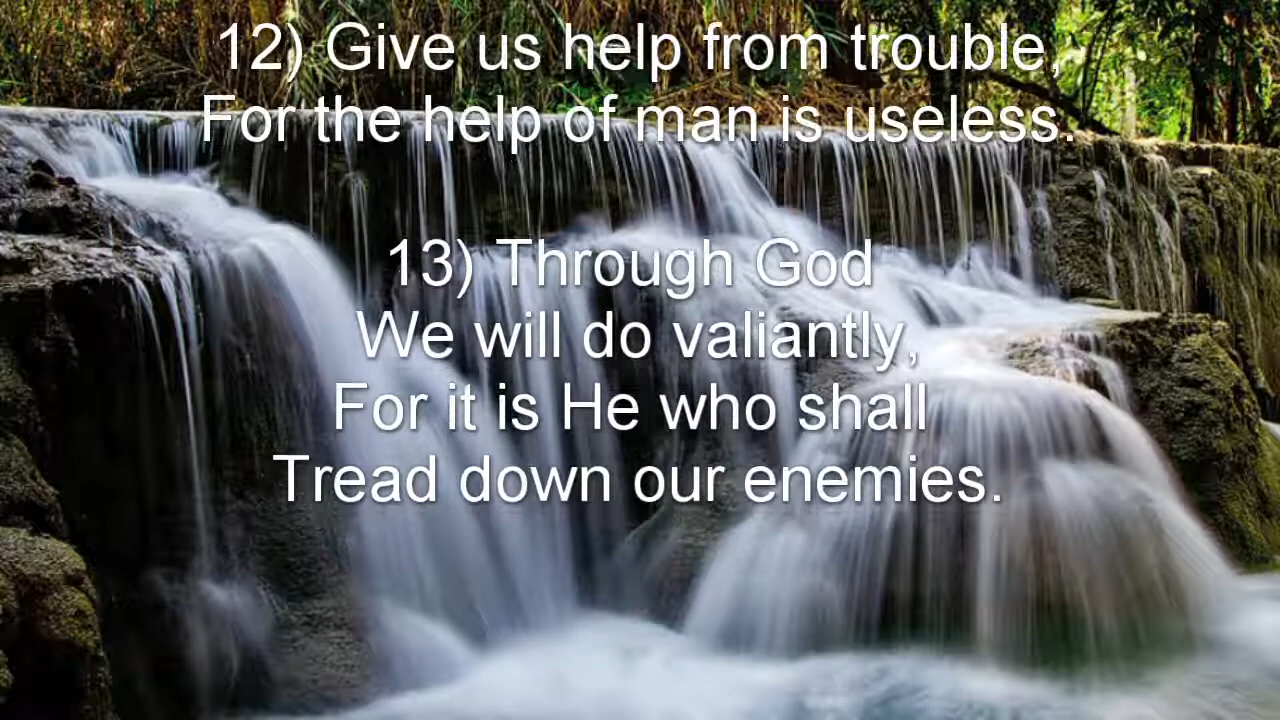 12) Give us help from trouble,
For the help of man is useless.
13) Through God
We will do valiantly,
For it is He who shall
Tread down our enemies.